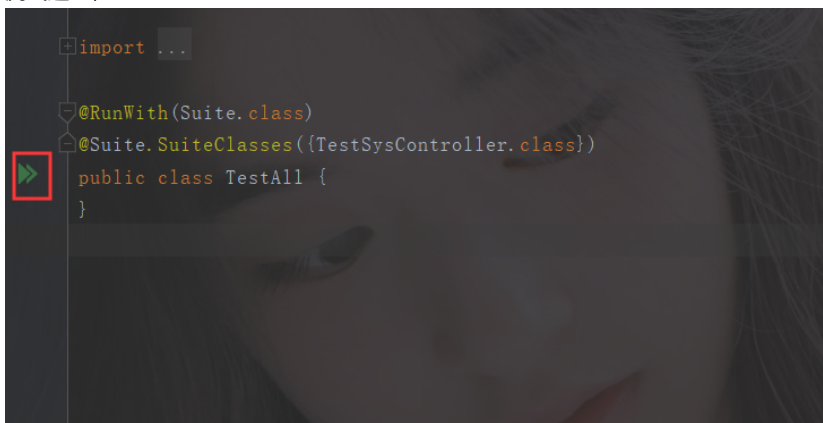 import ...
@RunWith(Suite.class)
@Suite.SuiteClasses({TestSysController.class})
public class TestAll {
}